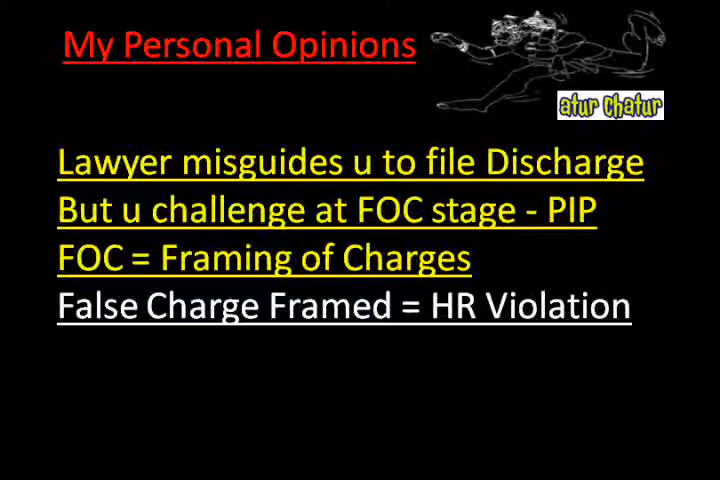 My Personal Opinions
atur chatur
Lawyer misguides u to file Discharge
But u challenge at FOC stage - PIP
FOC = Framing of Charges
False Charge Framed = HR Violation